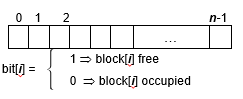 0 1 2 n-1
...
bit[i] = { 1 ⇒ block[i] free
0 ⇒ block[i] occupied